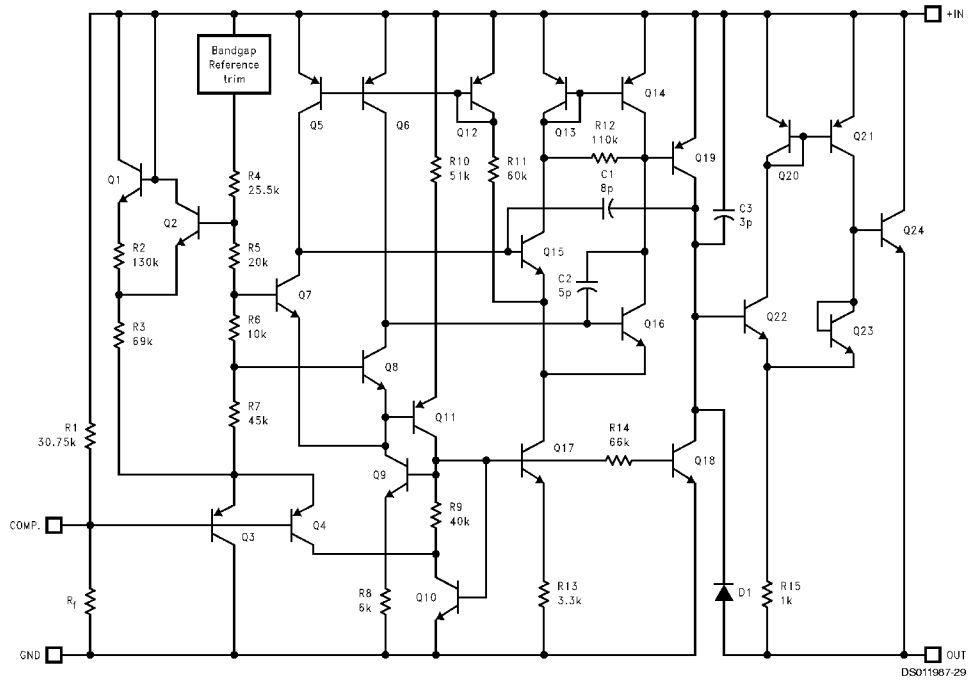 +IN
Bandgap
Reference
trim
Q5
Q6
Q12
Q13
Q14
R12
110k
Q19
Q20
Q21
Q1
Q2
R4
25.5k
R10
51k
R11
60k
C1
8p
C3
3p
Q24
R2
130k
R5
20k
Q15
C2
5p
Q7
R3
69k
R6
10k
Q16
Q22
Q23
Q8
R1
30.75k
R7
45k
Q11
R14
66k
Q9
Q17
Q18
R9
40k
COMP.
Q3
Q4
Rf
R8
6k
Q10
R13
3.3k
D1
R15
1k
GND
OUT
DS011987-29